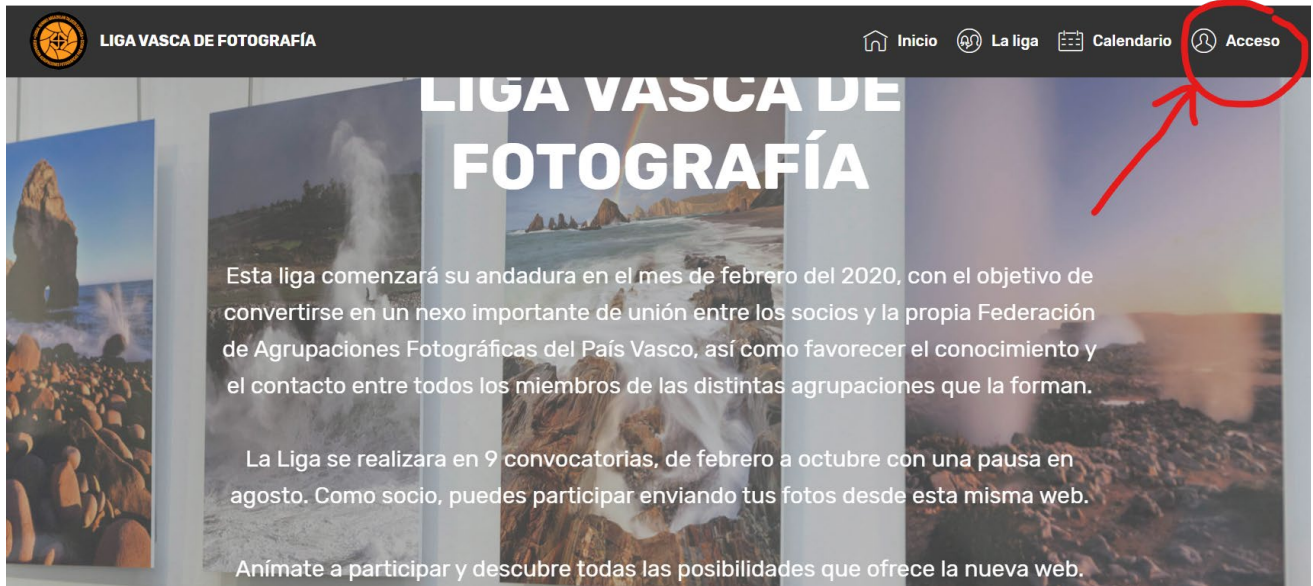 LIGA VASCA DE FOTOGRAFÍA
Inicio
La liga
Calendario
Acceso
LIGA VASCA DE
FOTOGRAFÍA
Esta liga comenzará su andadura en el mes de febrero del 2020, con el objetivo de
convertirse en un nexo importante de unión entre los socios y la propia Federación
de Agrupaciones Fotográficas del País Vasco, así como favorecer el conocimiento y
el contacto entre todos los miembros de las distintas agrupaciones que la forman.
La Liga se realizara en 9 convocatorias, de febrero a octubre con una pausa en
agosto. Como socio, puedes participar enviando tus fotos desde esta misma web.
Anímate a participar y descubre todas las posibilidades que ofrece la nueva web.